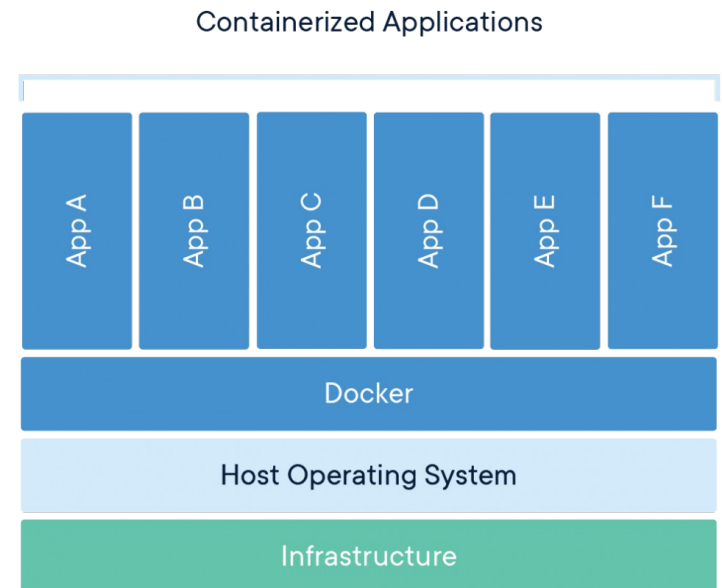 Containerized Applications
App A
App B
App C
App D
App E
App F
Docker
Host Operating System
Infrastructure